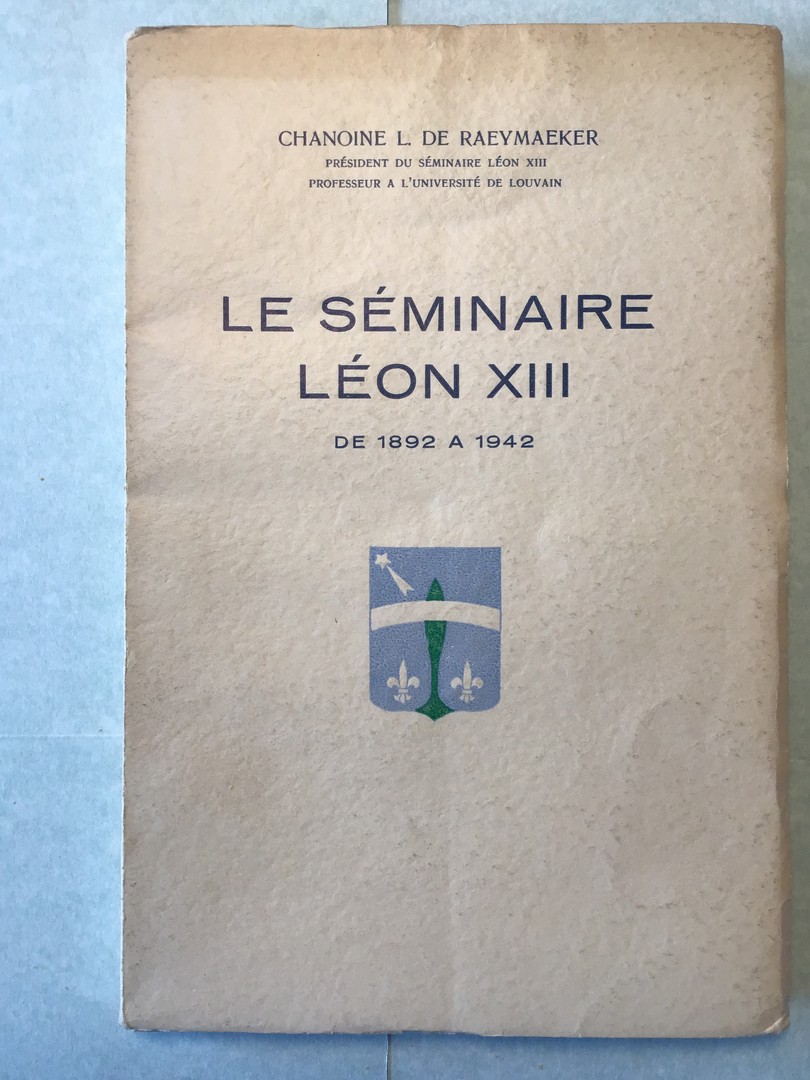 CHANOINE L. DE RAEYMAEKER
PRÉSIDENT DU SÉMINAIRE LÉON XIII
PROFESSEUR A L'UNIVERSITÉ DE LOUVAIN
LE SÉMINAIRE
LÉON XIII
DE 1892 A 1942